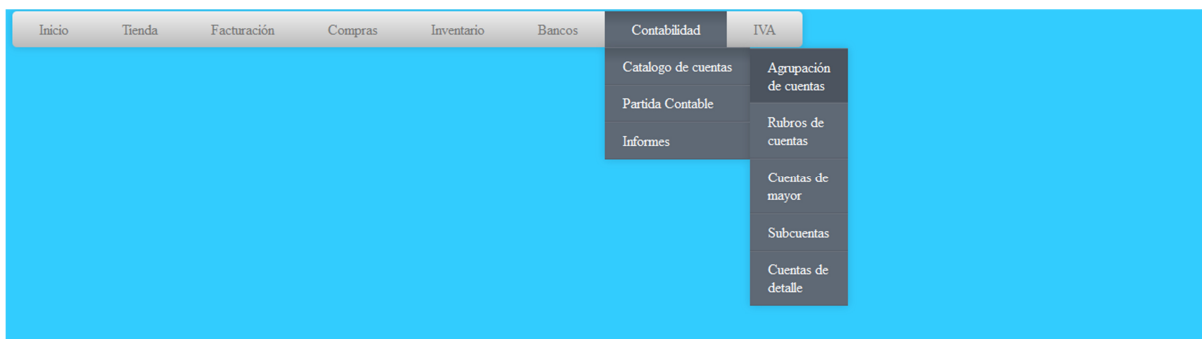 Inicio Tienda Facturación Compras Inventario Bancos Contabilidad IVA
Catalogo de cuentas
Partida Contable
Informes
Agrupación
de cuentas
Rubros de
cuentas
Cuentas de
mayor
Subcuentas
Cuentas de
detalle